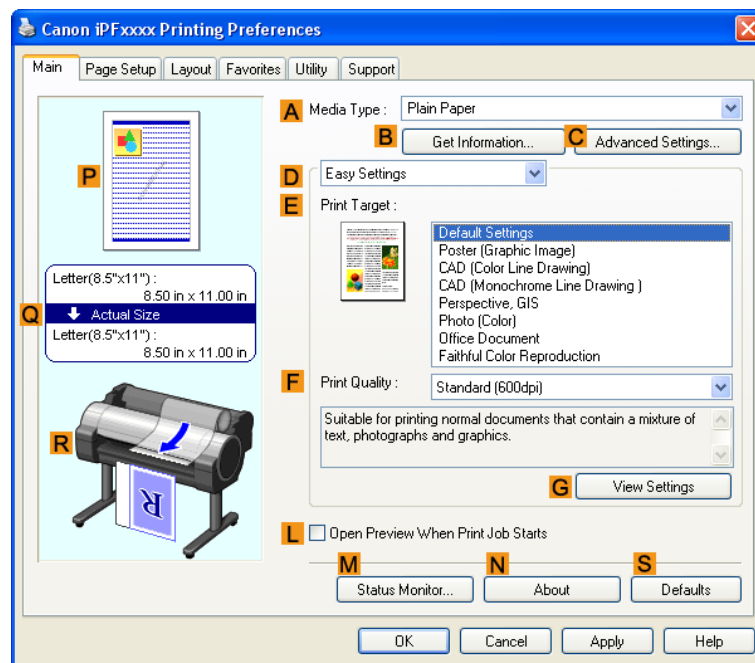 Canon iPFxxxx Printing Preferences
Main Page Setup Layout Favorites Utility Support
A Media Type : Plain Paper
B Get Information... C Advanced Settings...
P
D Easy Settings
E Print Target :
Default Settings
Poster (Graphic Image)
CAD (Color Line Drawing)
CAD (Monochrome Line Drawing )
Perspective, GIS
Photo (Color)
Office Document
Faithful Color Reproduction
Letter(8.5"x11") :
8.50 in x 11.00 in
Q Actual Size
Letter(8.5"x11") :
8.50 in x 11.00 in
F Print Quality : Standard (600dpi)
Suitable for printing normal documents that contain a mixture of
text, photographs and graphics.
R
R
G View Settings
L Open Preview When Print Job Starts
M N S
Status Monitor... About Defaults
OK Cancel Apply Help